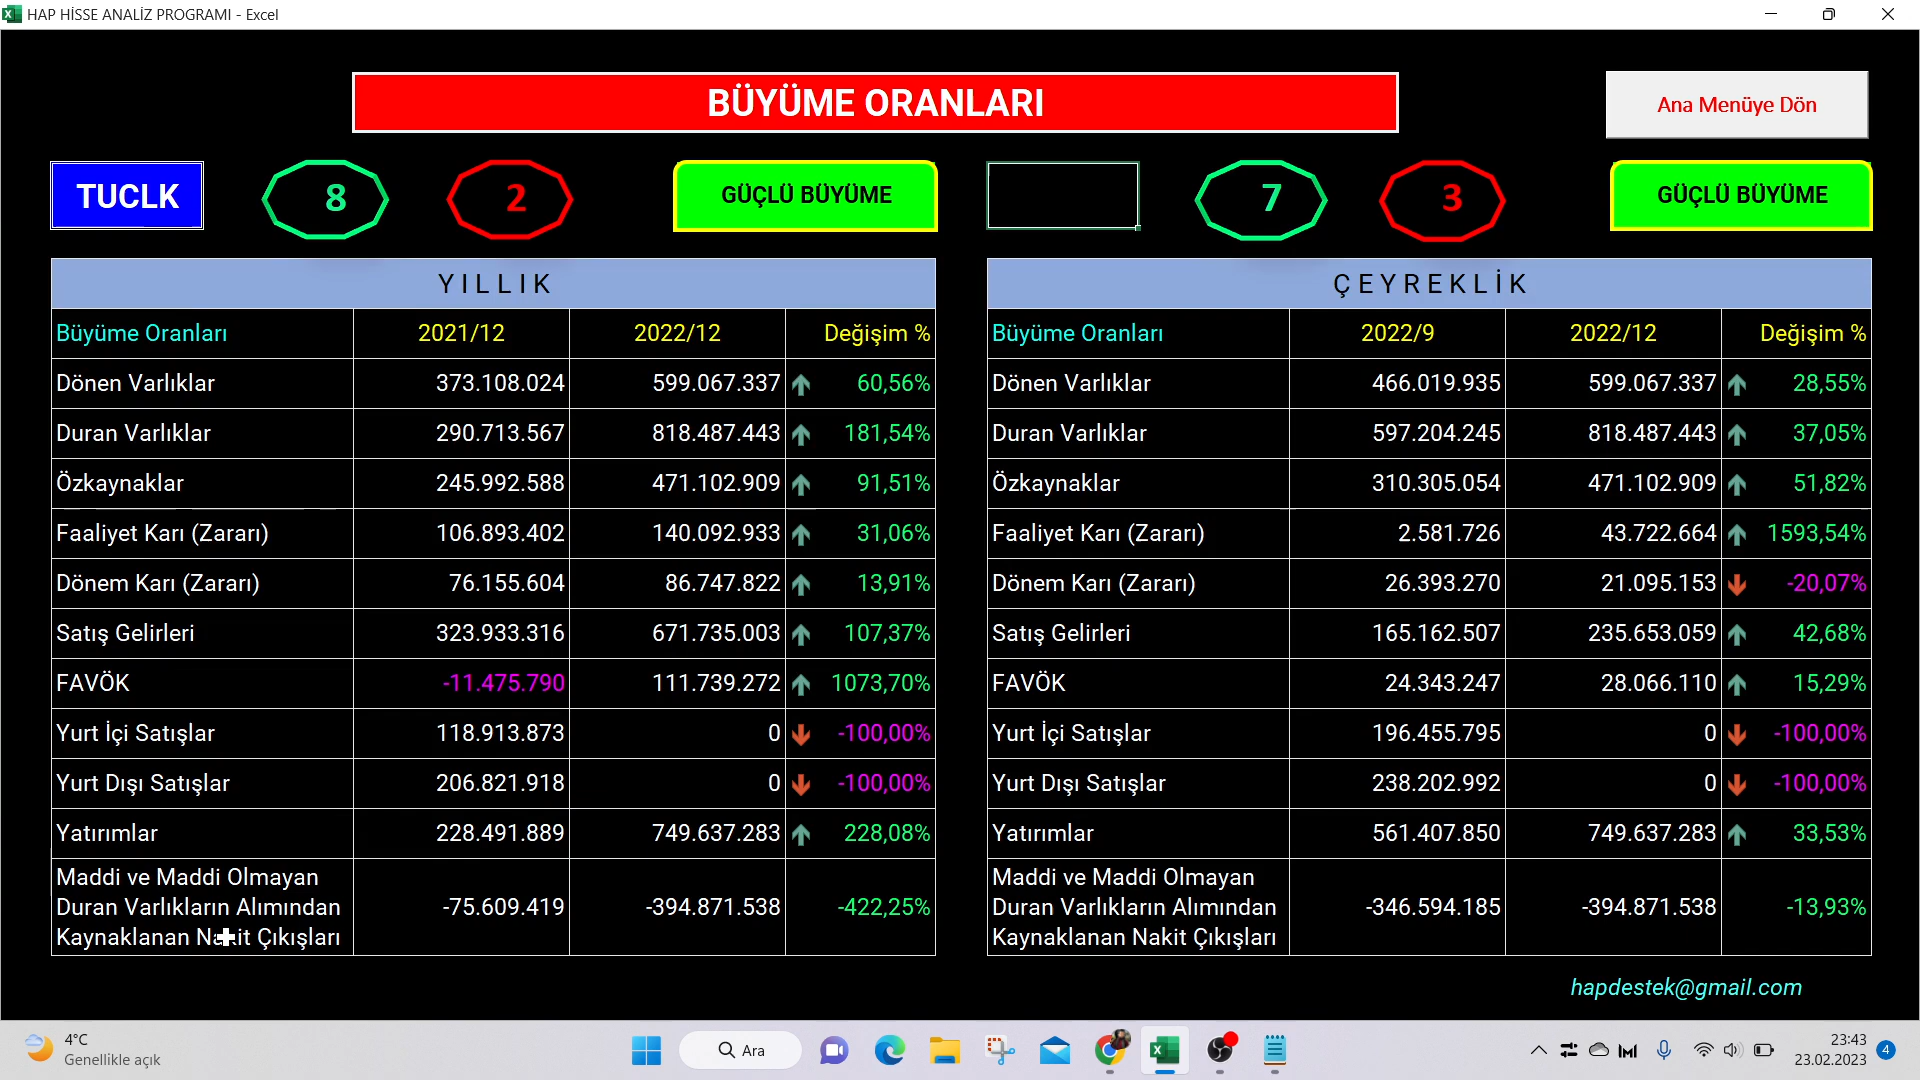 HAP HİSSE ANALİZ PROGRAMI - Excel
BÜYÜME ORANLARI
Ana Menüye Dön
TUCLK 8 2 GÜÇLÜ BÜYÜME 7 3 GÜÇLÜ BÜYÜME
YILLIK
Büyüme Oranları 2021/12 2022/12 Değişim %
Dönen Varlıklar 373.108.024 599.067.337 60,56%
Duran Varlıklar 290.713.567 818.487.443 181,54%
Özkaynaklar 245.992.588 471.102.909 91,51%
Faaliyet Karı (Zararı) 106.893.402 140.092.933 31,06%
Dönem Karı (Zararı) 76.155.604 86.747.822 13,91%
Satış Gelirleri 323.933.316 671.735.003 107,37%
FAVÖK -11.475.790 111.739.272 1073,70%
Yurt İçi Satışlar 118.913.873 0 -100,00%
Yurt Dışı Satışlar 206.821.918 0 -100,00%
Yatırımlar 228.491.889 749.637.283 228,08%
Maddi ve Maddi Olmayan
Duran Varlıkların Alımından -75.609.419 -394.871.538 -422,25%
Kaynaklanan Nakit Çıkışları
ÇEYREKLİK
Büyüme Oranları 2022/9 2022/12 Değişim %
Dönen Varlıklar 466.019.935 599.067.337 28,55%
Duran Varlıklar 597.204.245 818.487.443 37,05%
Özkaynaklar 310.305.054 471.102.909 51,82%
Faaliyet Karı (Zararı) 2.581.726 43.722.664 1593,54%
Dönem Karı (Zararı) 26.393.270 21.095.153 -20,07%
Satış Gelirleri 165.162.507 235.653.059 42,68%
FAVÖK 24.343.247 28.066.110 15,29%
Yurt İçi Satışlar 196.455.795 0 -100,00%
Yurt Dışı Satışlar 238.202.992 0 -100,00%
Yatırımlar 561.407.850 749.637.283 33,53%
Maddi ve Maddi Olmayan
Duran Varlıkların Alımından -346.594.185 -394.871.538 -13,93%
Kaynaklanan Nakit Çıkışları
hapdestek@gmail.com
4°C
Genellikle açık
Ara
23:43
23.02.2023
4